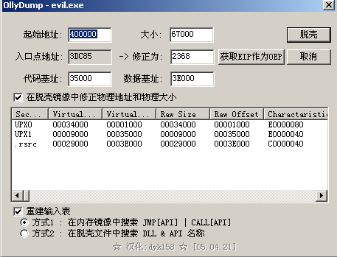 OllyDump - evil.exe
起始地址: 400000 大小: 67000 脱壳
入口点地址: 3DC85 -> 修正为: 2368 获取EIP作为OEP 取消
代码基址: 35000 数据基址: 3E000
在脱壳镜像中修正物理地址和物理大小
Sec... Virtual... Virtual... Raw Size Raw Offset Charactaristics
UPX0 00034000 00001000 00034000 00001000 E0000080
UPX1 00009000 00035000 00009000 00035000 E0000040
.rsrc 00029000 0003E000 00029000 0003E000 C0000040
重建输入表
方式1 : 在内存镜像中搜索 JMP[API] | CALL[API]
方式2 : 在脱壳文件中搜索 DLL & API 名称
☆ 汉化:dyk158 ☆ [05.04.21]